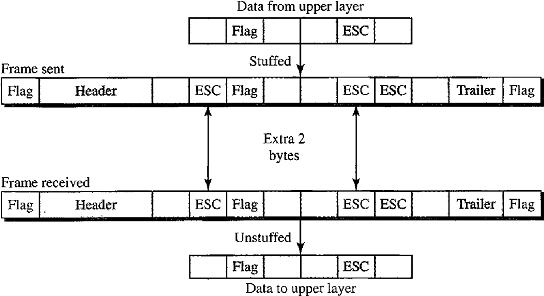 Data from upper layer
Flag ESC
Stuffed
Frame sent
Flag Header ESC Flag ESC ESC Trailer Flag
Extra 2
bytes
Frame received
Flag Header ESC Flag ESC ESC Trailer Flag
Unstuffed
Flag ESC
Data to upper layer